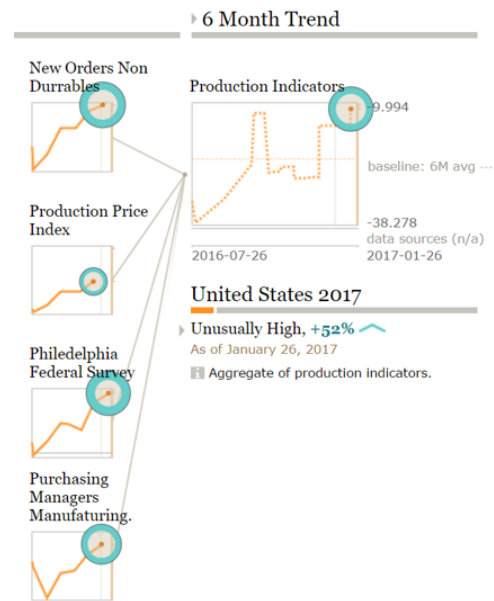 6 Month Trend
New Orders Non
Durrables
Production Indicators
-9.994
baseline: 6M avg ---
-38.278
data sources (n/a)
2016-07-26
2017-01-26
Production Price
Index
United States 2017
Unusually High, +52%
As of January 26, 2017
i Aggregate of production indicators.
Philedelphia
Federal Survey
Purchasing
Managers
Manufaturing.